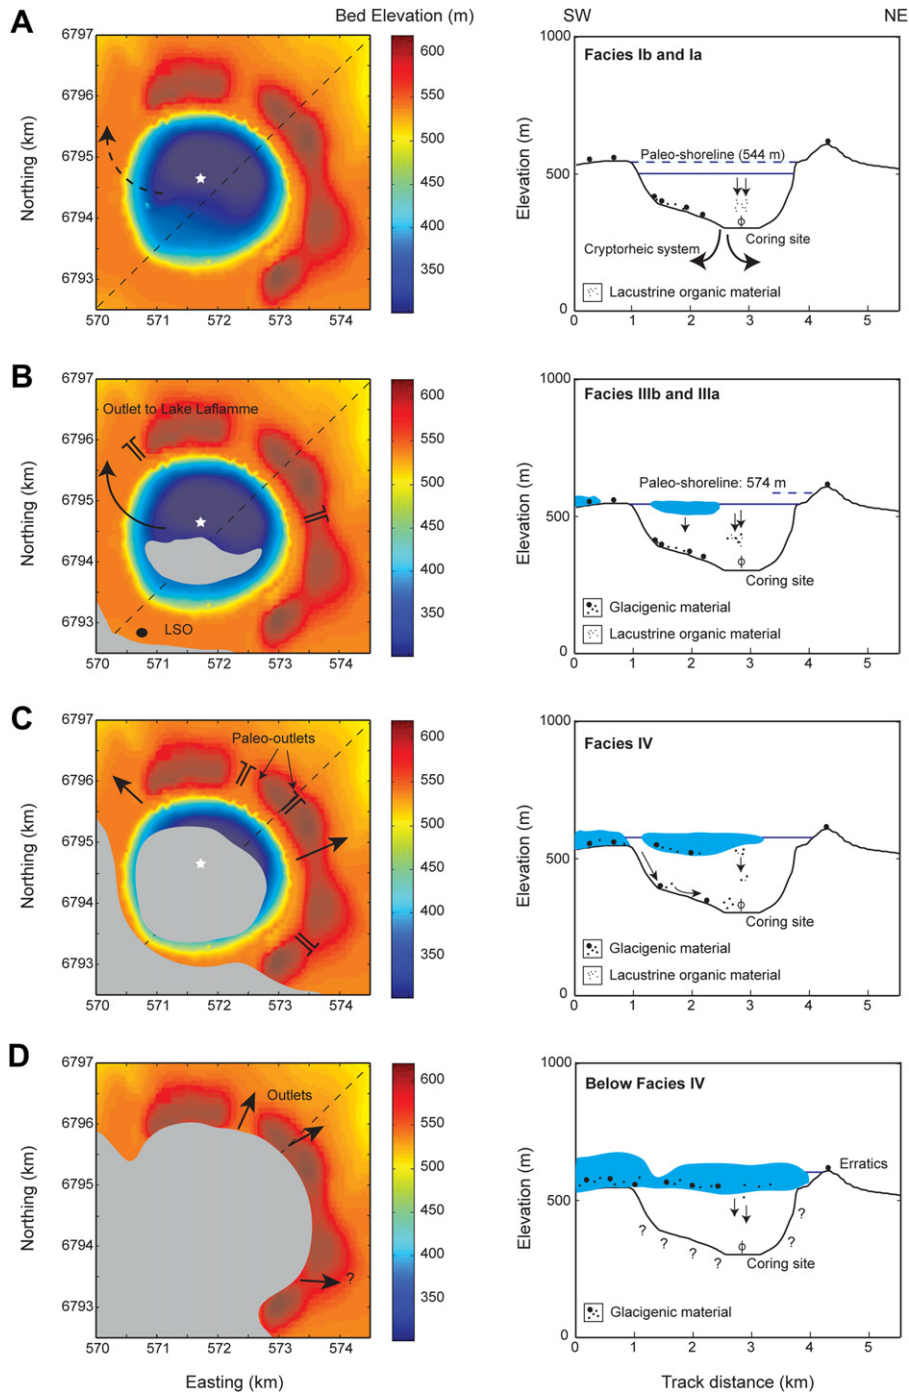 A
Bed Elevation (m)
SW
NE
6797
6796
6795
6794
6793
Northing (km)
570
571
572
573
574
600
550
500
450
400
350
1000
500
0
Elevation (m)
Facies Ib and Ia
Paleo-shoreline (544 m)
Coring site
Cryptorheic system
Lacustrine organic material
0
1
2
3
4
5
B
6797
6796
6795
6794
6793
Northing (km)
Outlet to Lake Laflamme
LSO
570
571
572
573
574
600
550
500
450
400
350
1000
500
0
Elevation (m)
Facies IIIb and IIIa
Paleo-shoreline: 574 m
Coring site
Glacigenic material
Lacustrine organic material
0
1
2
3
4
5
C
6797
6796
6795
6794
6793
Northing (km)
Paleo-outlets
570
571
572
573
574
600
550
500
450
400
350
1000
500
0
Elevation (m)
Facies IV
Coring site
Glacigenic material
Lacustrine organic material
0
1
2
3
4
5
D
6797
6796
6795
6794
6793
Northing (km)
Outlets
?
570
571
572
573
574
Easting (km)
600
550
500
450
400
350
1000
500
0
Elevation (m)
Below Facies IV
Erratics
? ? ? ? ?
Coring site
Glacigenic material
0
1
2
3
4
5
Track distance (km)